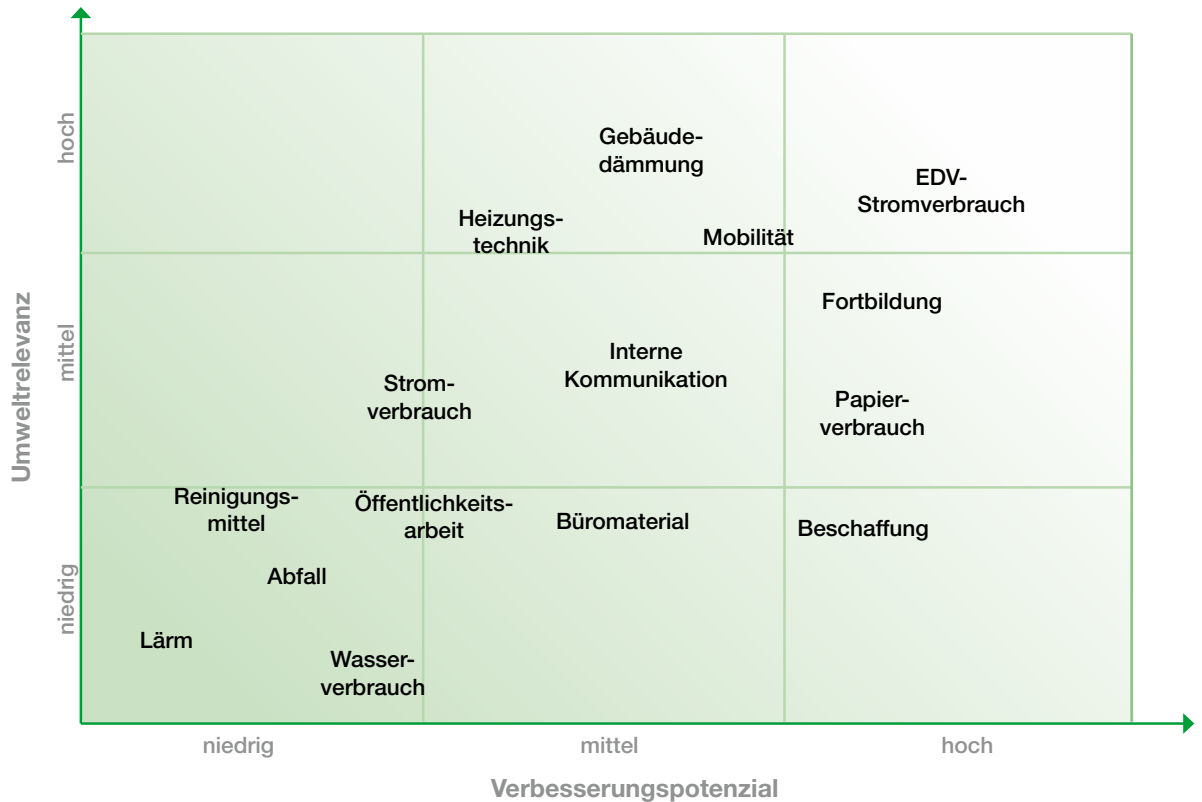 Umweltrelevanz
hoch
mittel
niedrig
Gebäude-
dämmung
EDV-
Stromverbrauch
Heizungs-
technik
Mobilität
Fortbildung
Interne
Kommunikation
Strom-
verbrauch
Papier-
verbrauch
Reinigungs-
mittel
Öffentlichkeits-
arbeit
Büromaterial
Beschaffung
Abfall
Lärm
Wasser-
verbrauch
niedrig
mittel
hoch
Verbesserungspotenzial